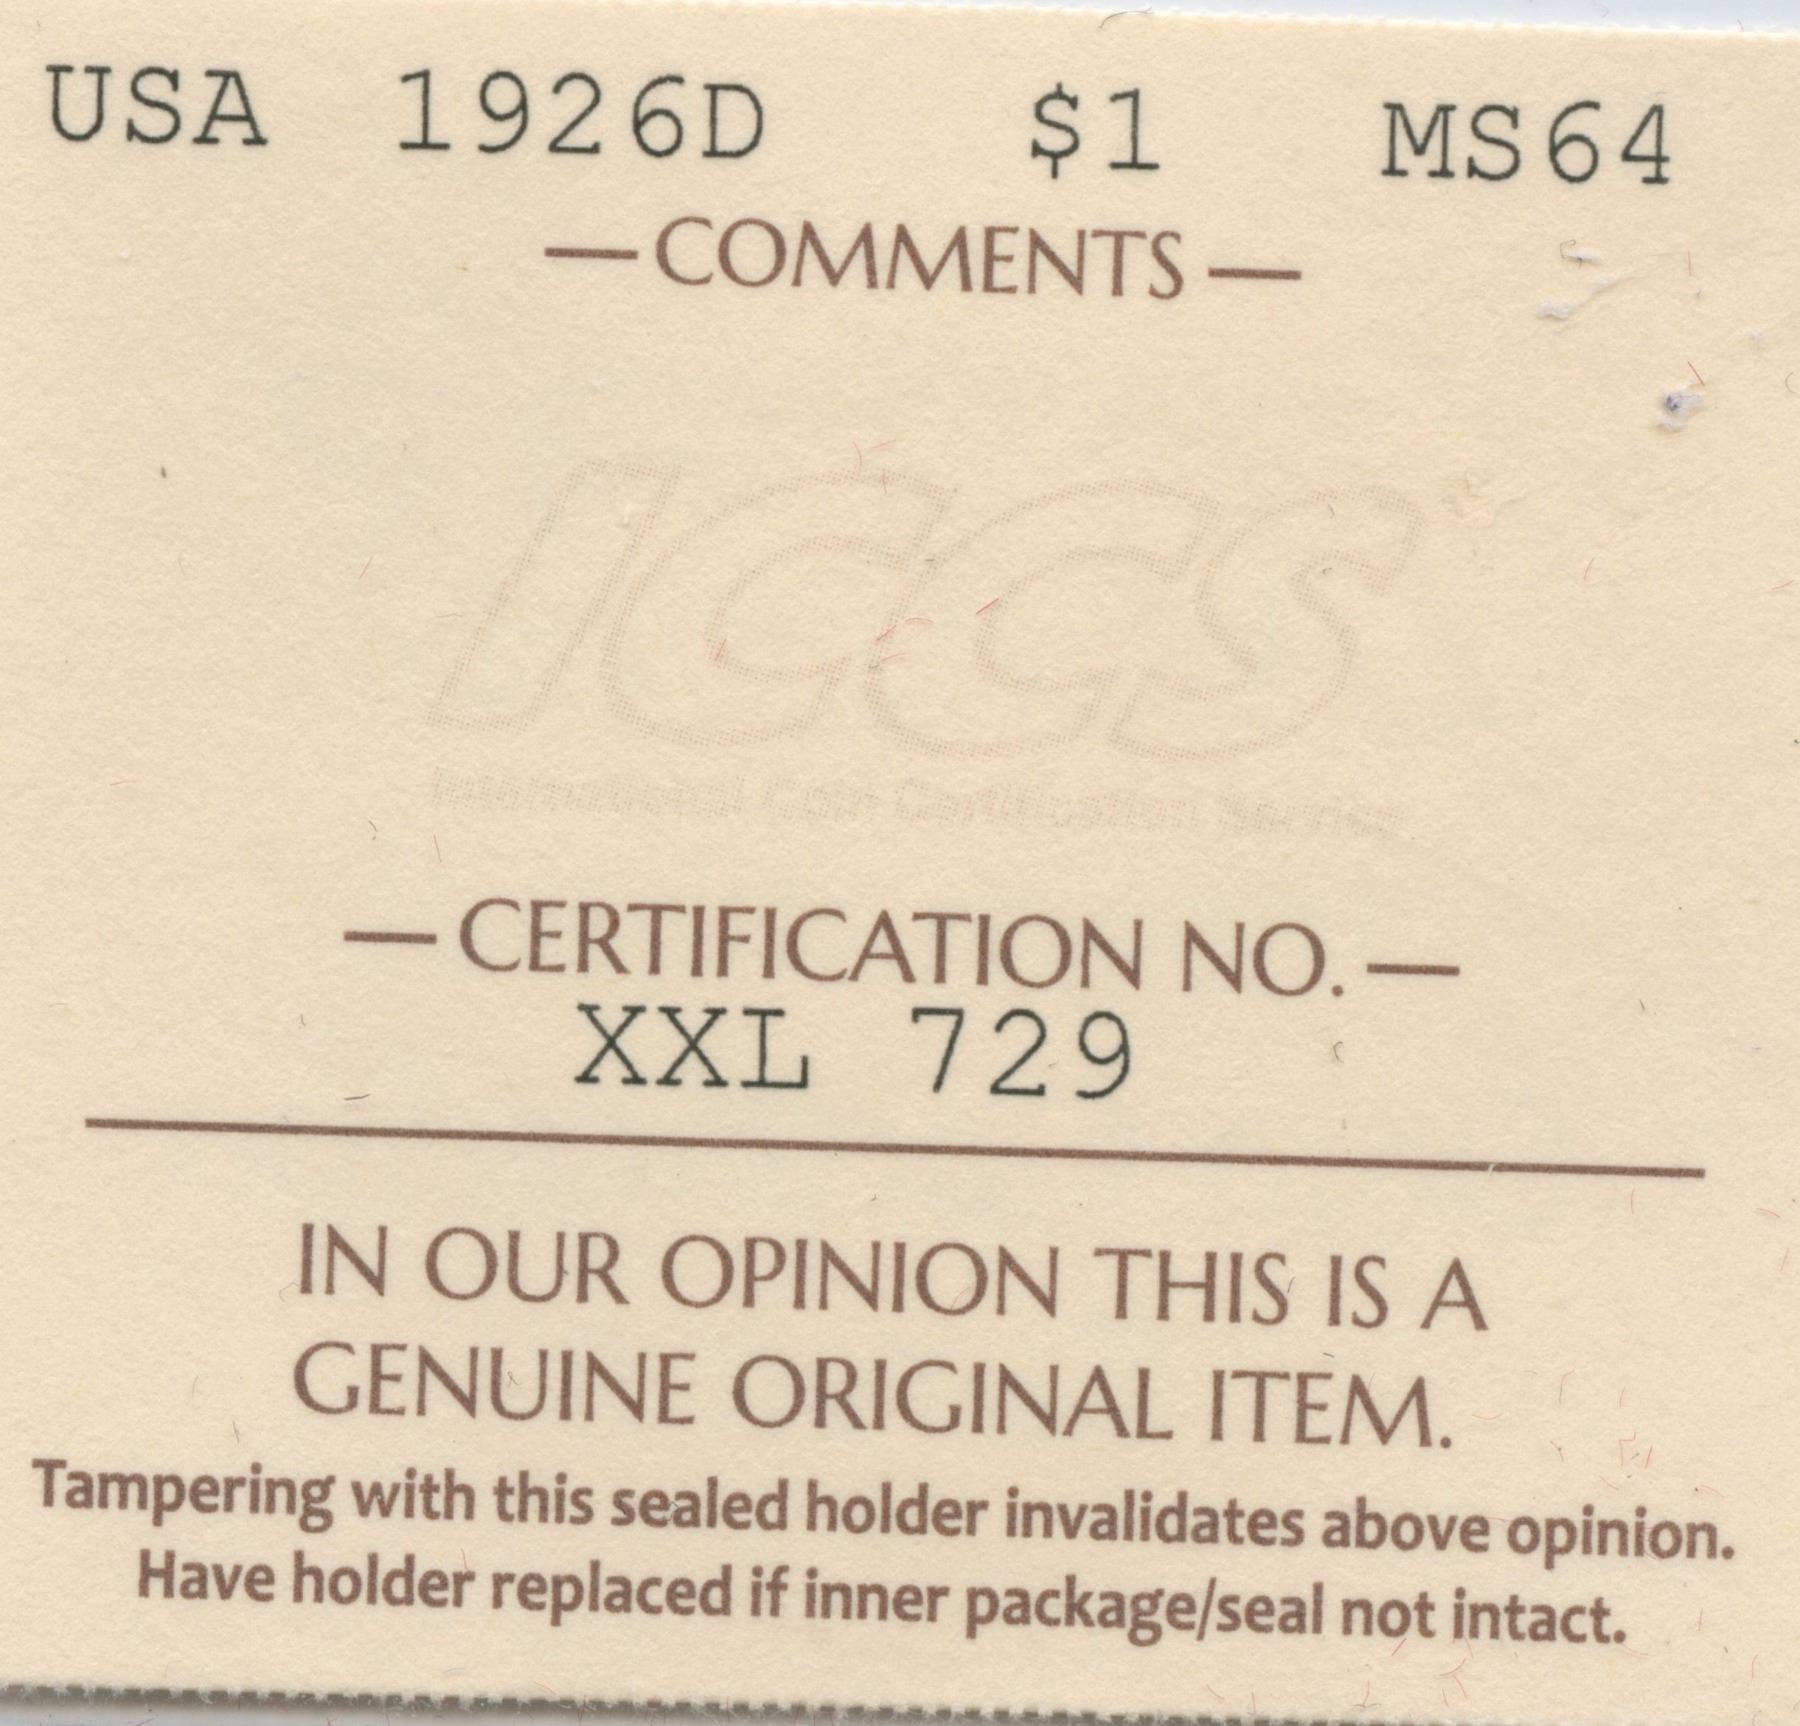 USA 1926D $1 MS64
— COMMENTS —
ICCS
International Coin Certification Service
— CERTIFICATION NO. —
XXL 729
IN OUR OPINION THIS IS A
GENUINE ORIGINAL ITEM.
Tampering with this sealed holder invalidates above opinion.
Have holder replaced if inner package/seal not intact.